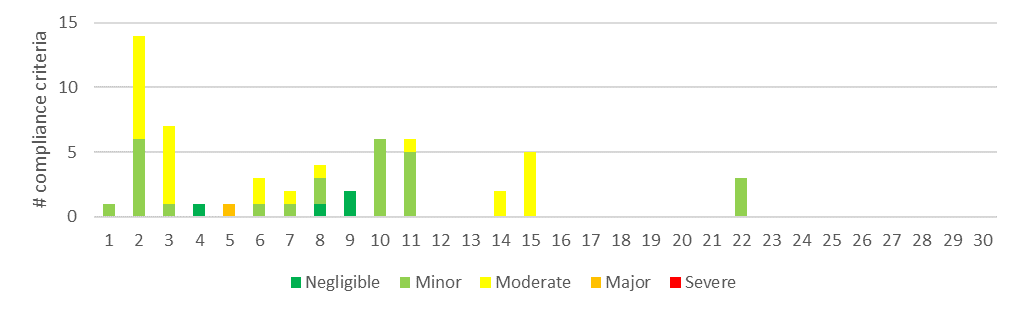 # compliance criteria
15
10
5
0
1 2 3 4 5 6 7 8 9 10 11 12 13 14 15 16 17 18 19 20 21 22 23 24 25 26 27 28 29 30
Negligible Minor Moderate Major Severe